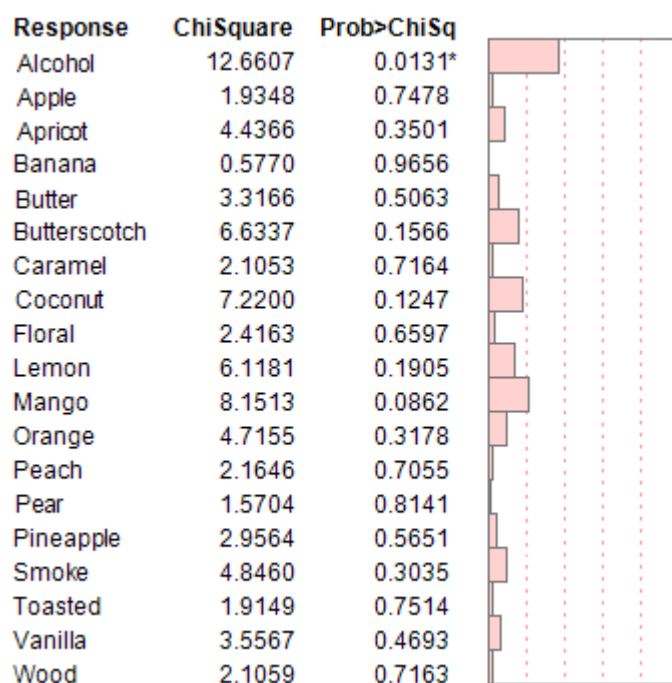 Response ChiSquare Prob>ChiSq
Alcohol 12.6607 0.0131*
Apple 1.9348 0.7478
Apricot 4.4366 0.3501
Banana 0.5770 0.9656
Butter 3.3166 0.5063
Butterscotch 6.6337 0.1566
Caramel 2.1053 0.7164
Coconut 7.2200 0.1247
Floral 2.4163 0.6597
Lemon 6.1181 0.1905
Mango 8.1513 0.0862
Orange 4.7155 0.3178
Peach 2.1646 0.7055
Pear 1.5704 0.8141
Pineapple 2.9564 0.5651
Smoke 4.8460 0.3035
Toasted 1.9149 0.7514
Vanilla 3.5567 0.4693
Wood 2.1059 0.7163